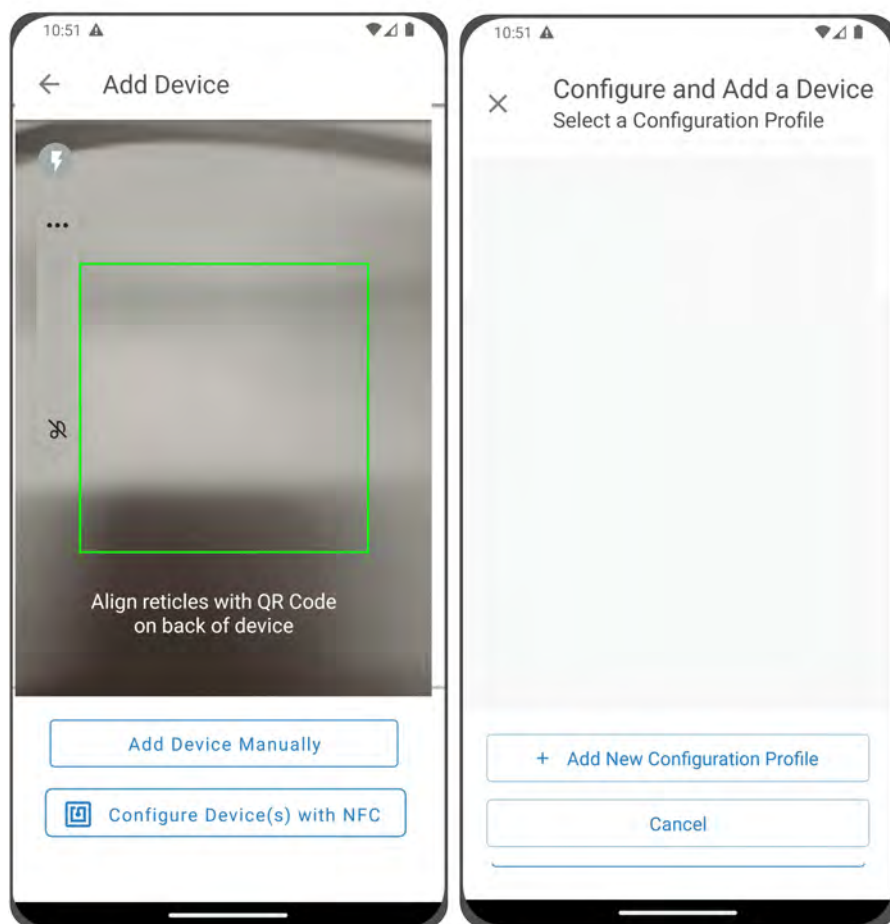 10:51
Add Device
Align reticles with QR Code
on back of device
Add Device Manually
Configure Device(s) with NFC
10:51
Configure and Add a Device
Select a Configuration Profile
+ Add New Configuration Profile
Cancel